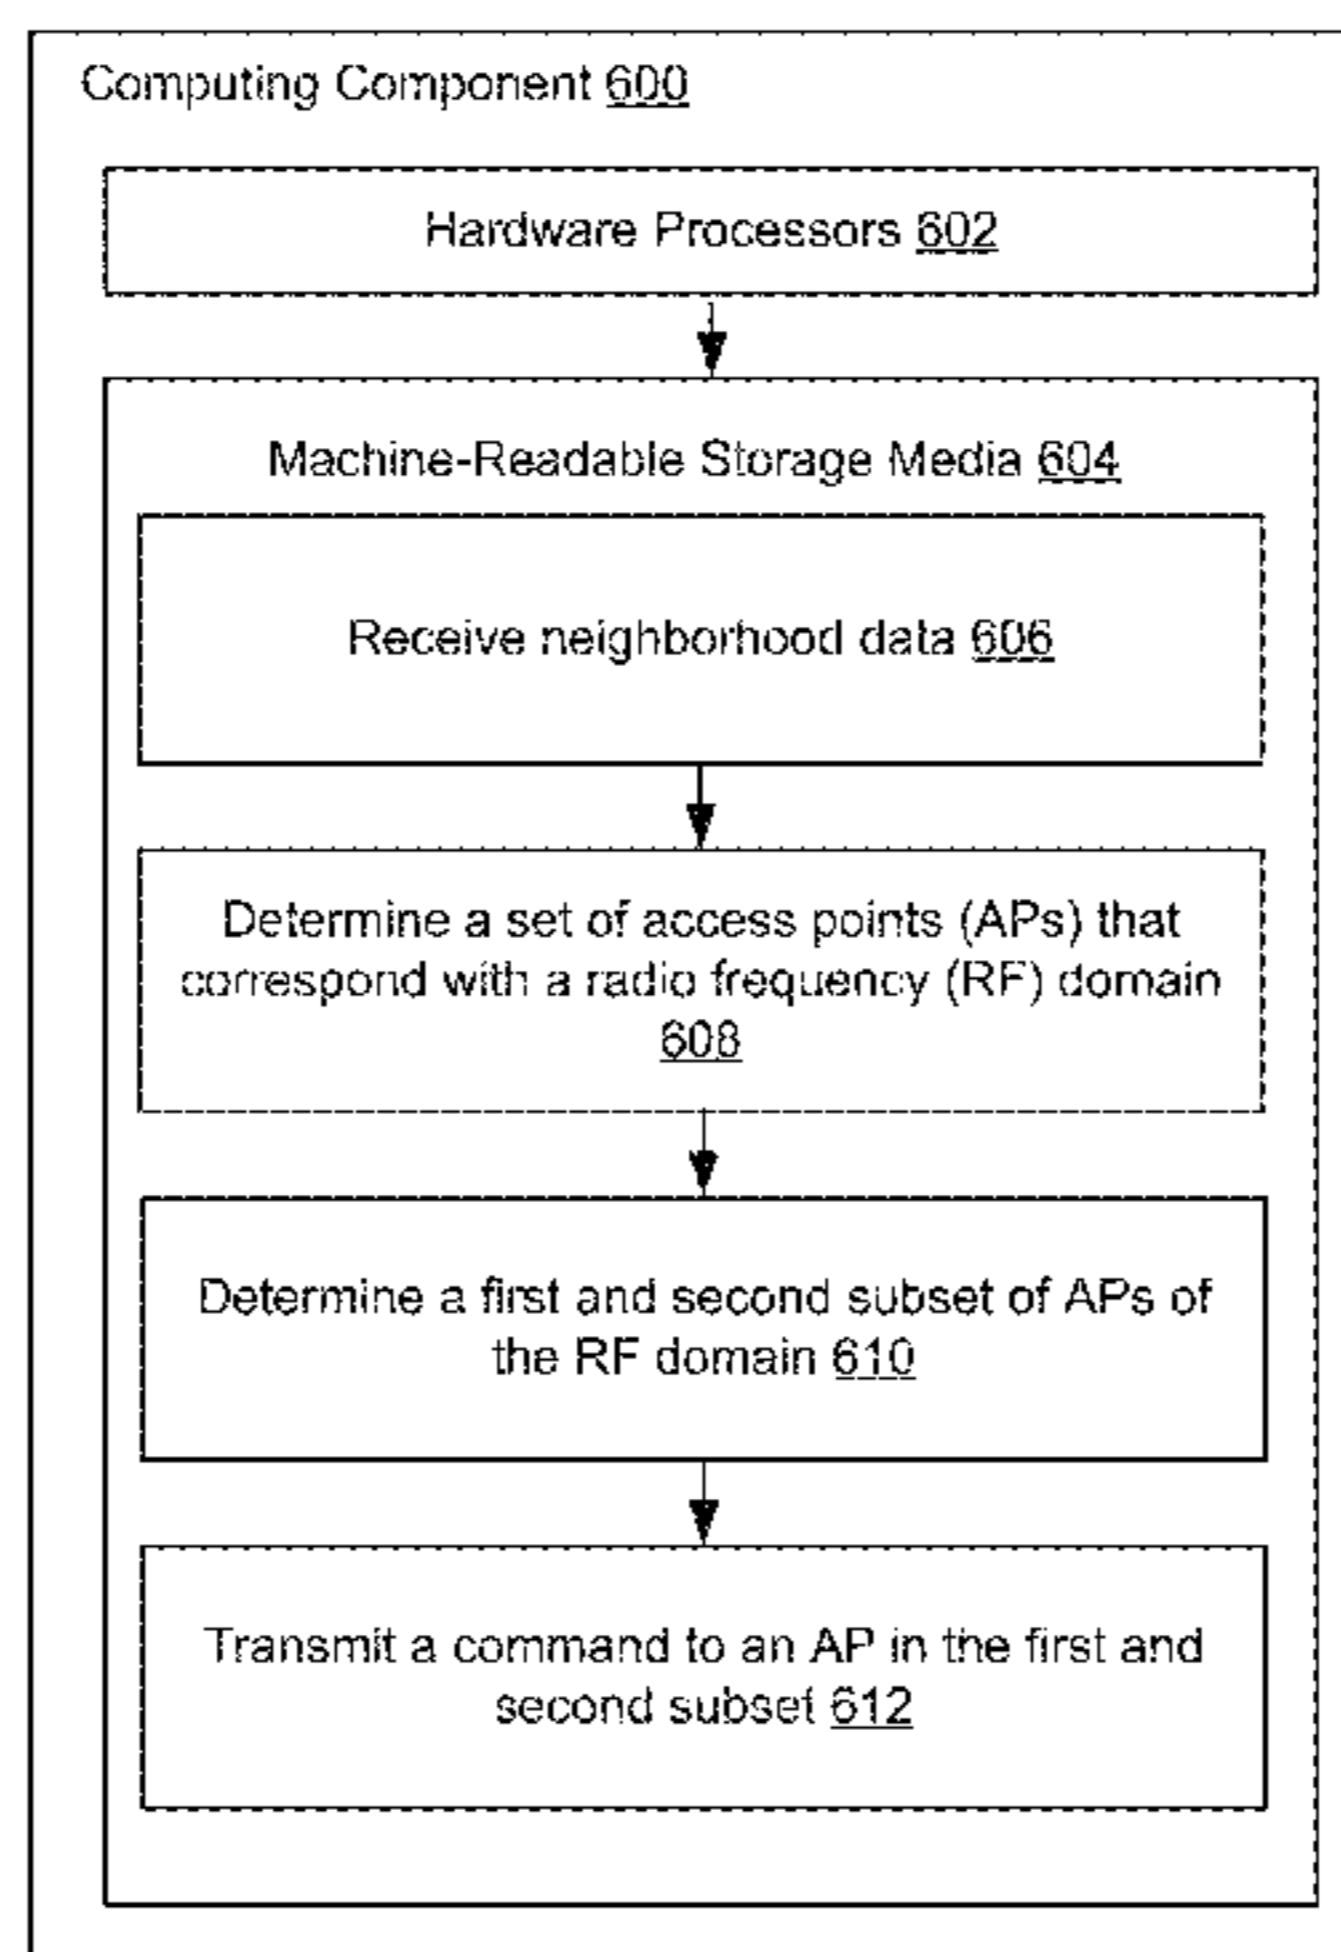 Computing Component 600
Hardware Processors 602
Machine-Readable Storage Media 604
Receive neighborhood data 606
Determine a set of access points (APs) that
correspond with a radio frequency (RF) domain
608
Determine a first and second subset of APs of
the RF domain 610
Transmit a command to an AP in the first and
second subset 612